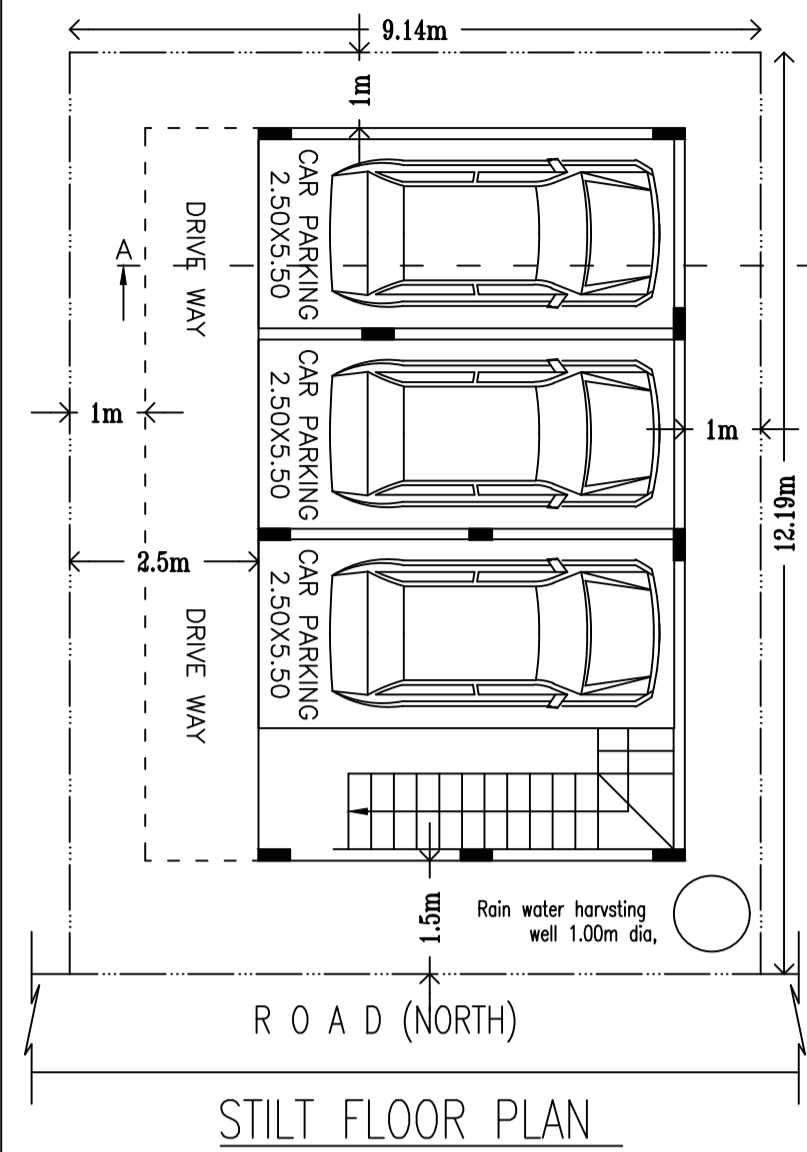 9.14m
1m
CAR PARKING
2.50X5.50
DRIVE WAY
A
1m
CAR PARKING
2.50X5.50
1m
12.19m
2.5m
CAR PARKING
2.50X5.50
DRIVE WAY
1.5m
Rain water harvsting
well 1.00m dia,
R O A D (NORTH)
STILT FLOOR PLAN